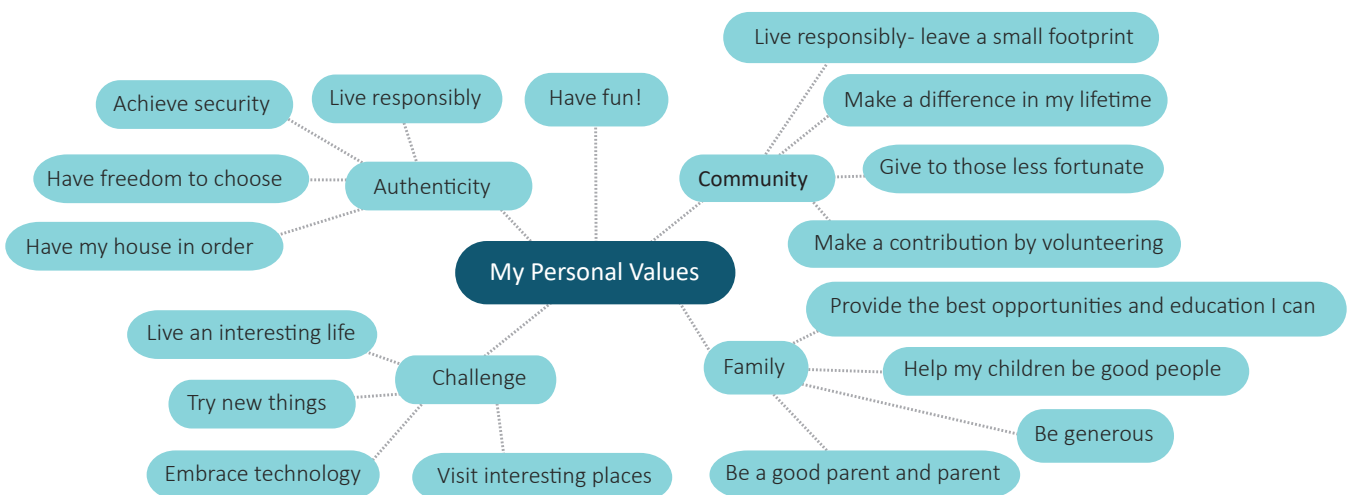 Live responsibly- leave a small footprint
Achieve security
Live responsibly
Have fun!
Make a difference in my lifetime
Have freedom to choose
Authenticity
Community
Give to those less fortunate
Have my house in order
Make a contribution by volunteering
My Personal Values
Provide the best opportunities and education I can
Live an interesting life
Family
Help my children be good people
Challenge
Try new things
Be generous
Embrace technology
Visit interesting places
Be a good parent and parent